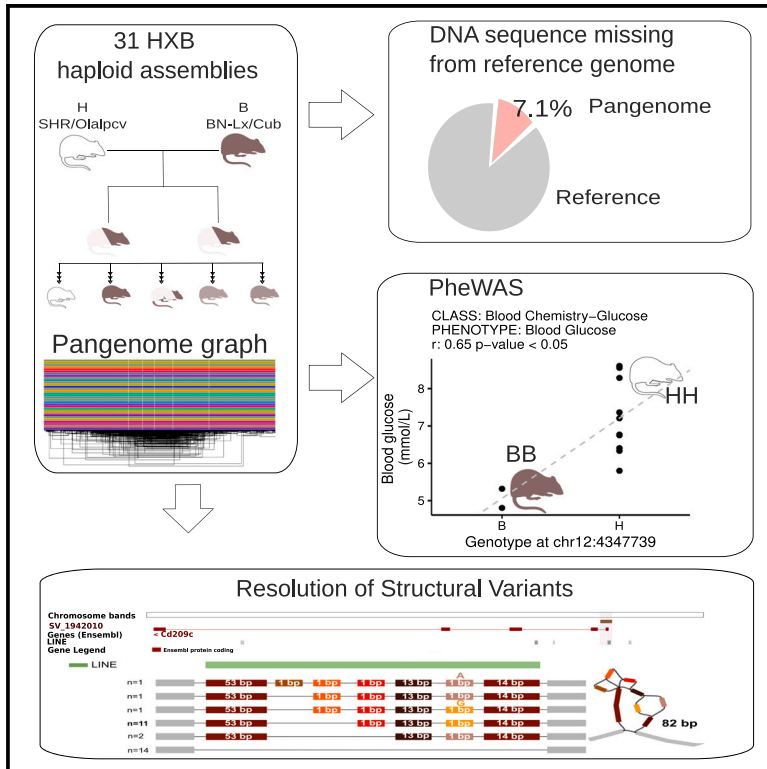 31 HXB
haploid assemblies
H
SHR/Olalpcv
B
BN-Lx/Cub
Pangenome graph
DNA sequence missing
from reference genome
7.1%
Pangenome
Reference
PheWAS
CLASS: Blood Chemistry-Glucose
PHENOTYPE: Blood Glucose
r: 0.65 p-value < 0.05
Blood glucose
(mmol/L)
8
7
6
5
HH
BB
B
H
Genotype at chr12:4347739
Resolution of Structural Variants
Chromosome bands
SV_1942010
Genes (Ensembl)
< Cd209c
LINE
Gene Legend
Ensembl protein coding
LINE
A
n=1 53 bp 1 bp 1 bp 1 bp 13 bp 1 bp 14 bp
n=1 53 bp 1 bp 1 bp 13 bp 1 bp 14 bp
G
n=1 53 bp 1 bp 1 bp 13 bp 1 bp 14 bp
n=11 53 bp 1 bp 13 bp 1 bp 14 bp
n=2 53 bp 13 bp 1 bp 14 bp
n=14
82 bp